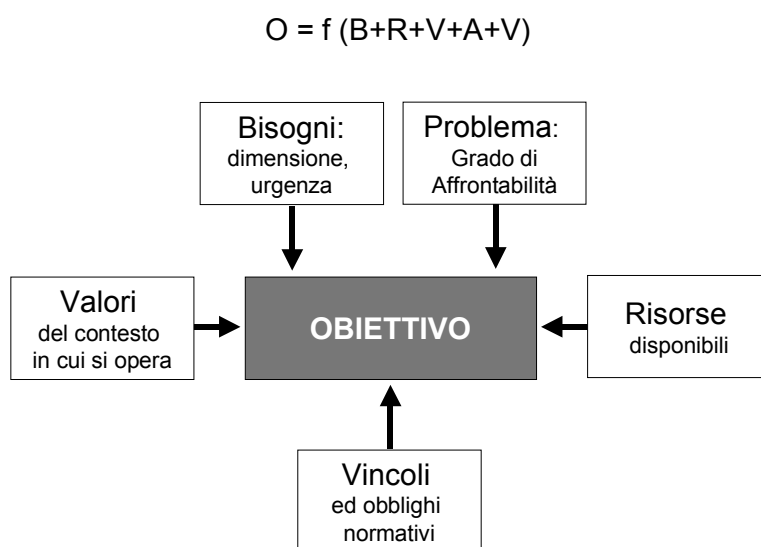 O = f (B+R+V+A+V)
Bisogni:
dimensione,
urgenza
Problema:
Grado di
Affrontabilità
Valori
del contesto
in cui si opera
OBIETTIVO
Risorse
disponibili
Vincoli
ed obblighi
normativi